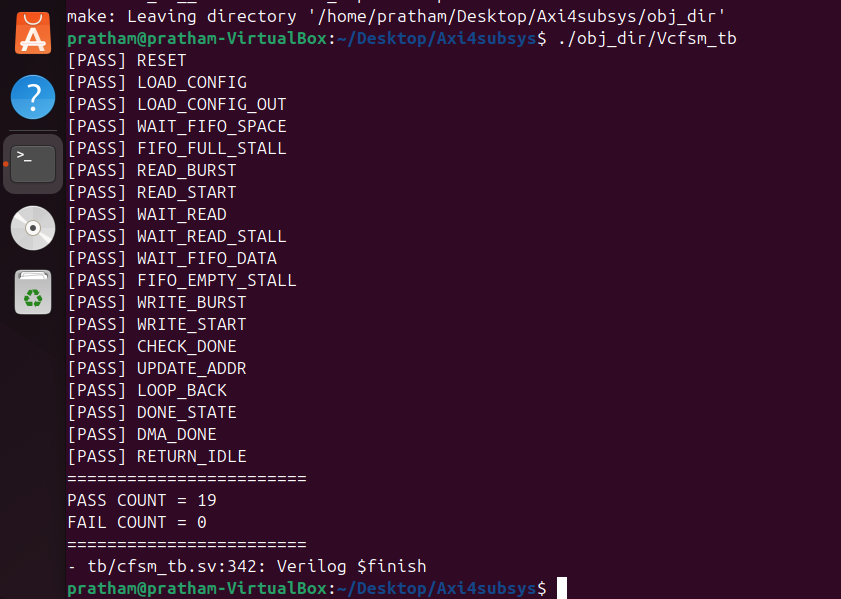 make: Leaving directory '/home/pratham/Desktop/Axi4subsys/obj_dir'
pratham@pratham-VirtualBox:~/Desktop/Axi4subsys$ ./obj_dir/Vcfsm_tb
[PASS] RESET
[PASS] LOAD_CONFIG
[PASS] LOAD_CONFIG_OUT
[PASS] WAIT_FIFO_SPACE
[PASS] FIFO_FULL_STALL
[PASS] READ_BURST
[PASS] READ_START
[PASS] WAIT_READ
[PASS] WAIT_READ_STALL
[PASS] WAIT_FIFO_DATA
[PASS] FIFO_EMPTY_STALL
[PASS] WRITE_BURST
[PASS] WRITE_START
[PASS] CHECK_DONE
[PASS] UPDATE_ADDR
[PASS] LOOP_BACK
[PASS] DONE_STATE
[PASS] DMA_DONE
[PASS] RETURN_IDLE
========================
PASS COUNT = 19
FAIL COUNT = 0
========================
- tb/cfsm_tb.sv:342: Verilog $finish
pratham@pratham-VirtualBox:~/Desktop/Axi4subsys$